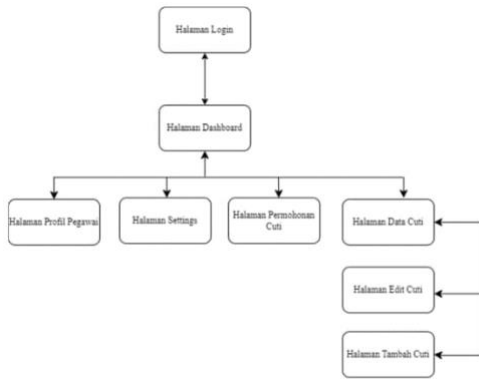 Halaman Login
Halaman Dashboard
Halaman Profil Pegawai
Halaman Settings
Halaman Permohonan
Cuti
Halaman Data Cuti
Halaman Edit Cuti
Halaman Tambah Cuti